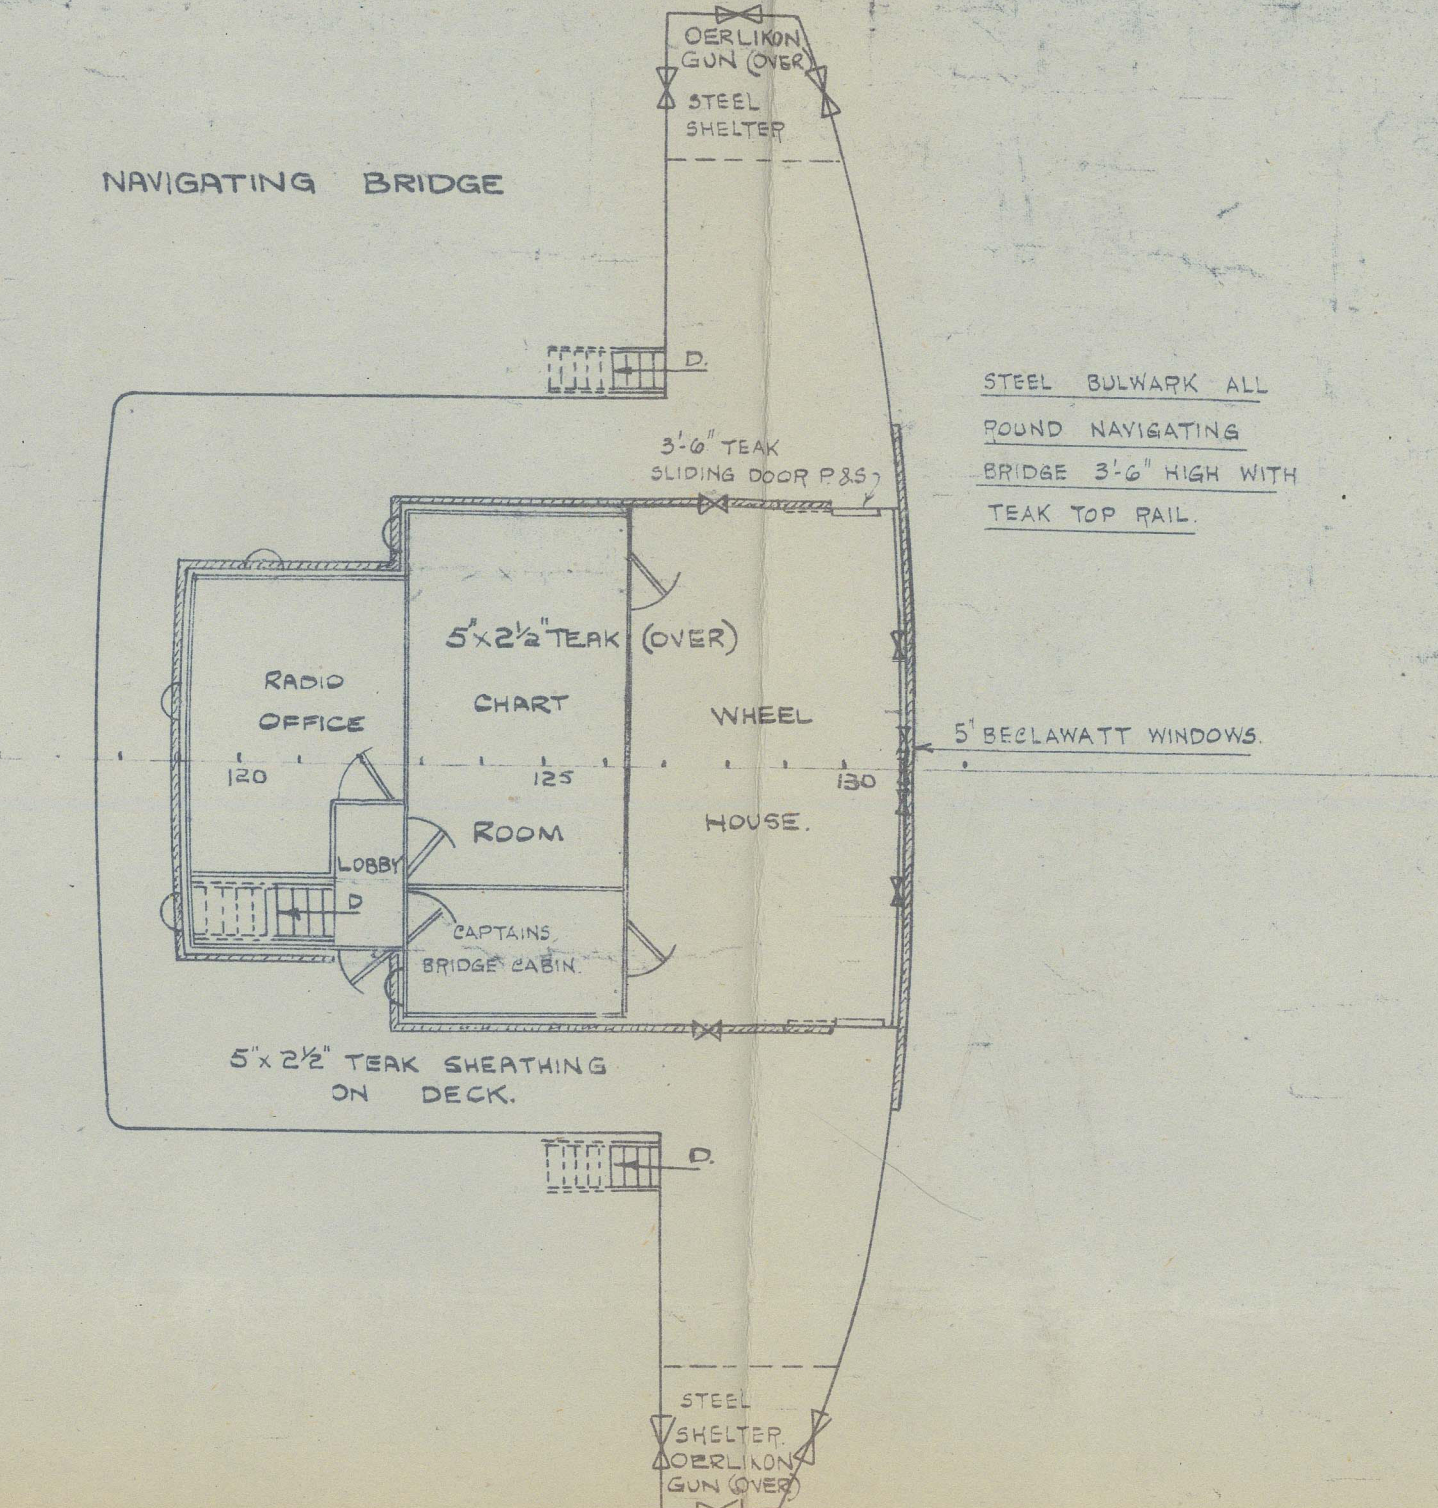 OERLIKON
GUN (OVER)
STEEL
SHELTER
NAVIGATING BRIDGE
D.
STEEL BULWARK ALL
ROUND NAVIGATING
BRIDGE 3'-6" HIGH WITH
TEAK TOP RAIL.
3'-6" TEAK
SLIDING DOOR P.&S
5"x2½" TEAK (OVER)
RADIO
OFFICE
CHART
ROOM
WHEEL
HOUSE.
5' BECLAWATT WINDOWS.
120
125
130
LOBBY
D
CAPTAINS
BRIDGE CABIN.
5"x 2½" TEAK SHEATHING
ON DECK.
D.
STEEL
SHELTER.
OERLIKON
GUN (OVER)